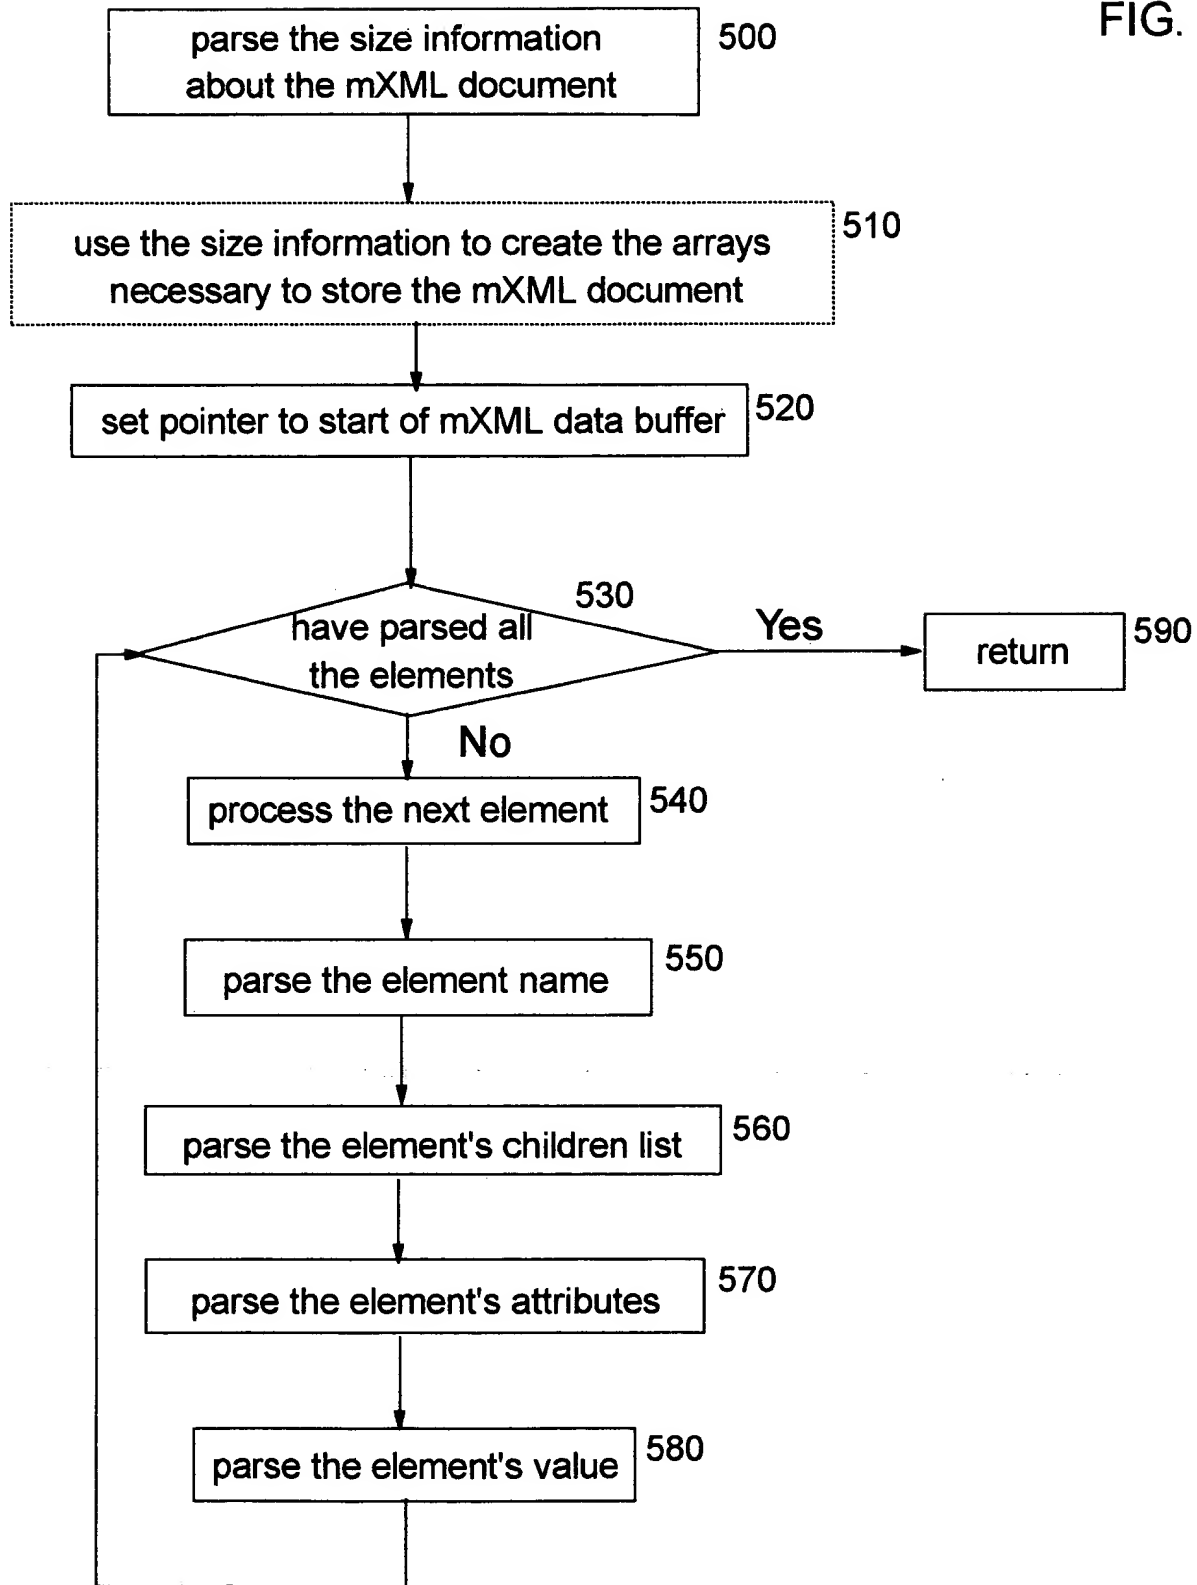 FIG.
parse the size information
about the mXML document
500
use the size information to create the arrays
necessary to store the mXML document
510
set pointer to start of mXML data buffer
520
530
have parsed all
the elements
Yes
return
590
No
process the next element
540
parse the element name
550
parse the element's children list
560
parse the element's attributes
570
parse the element's value
580